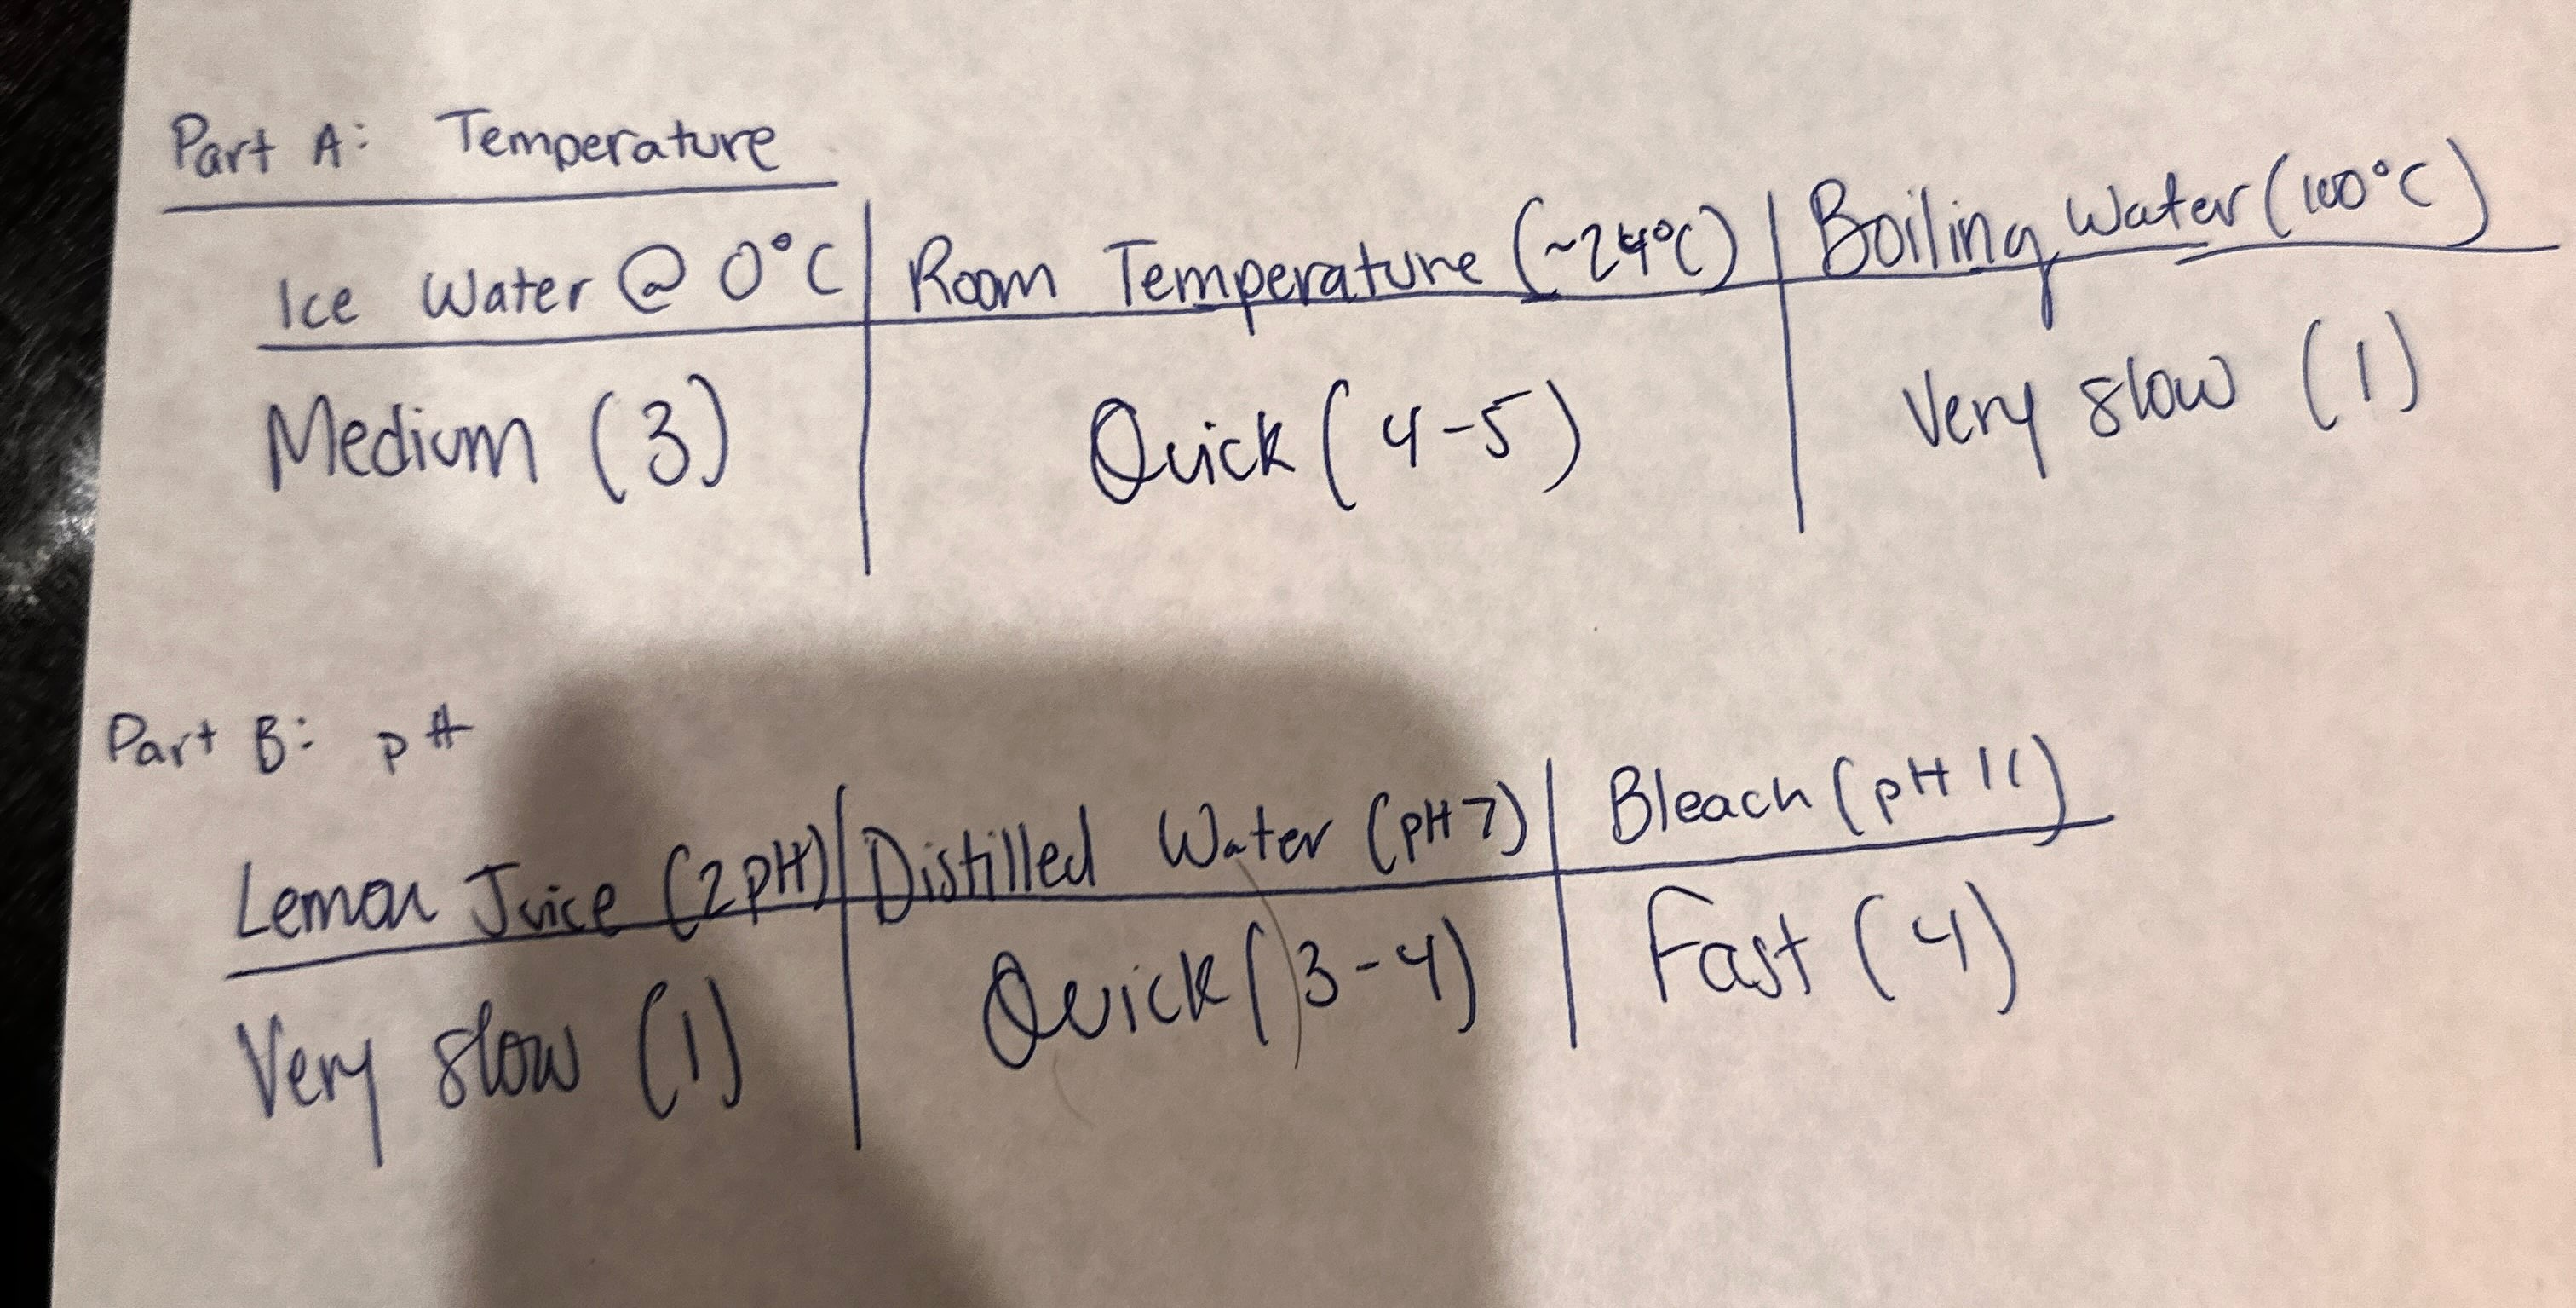 Part A: Temperature
Ice Water @ 0°C Room Temperature (~24°C) Boiling Water (100°C)
Medium (3) Quick (4-5) Very slow (1)
Part B: pH
Lemon Juice (2pH) Distilled Water (pH 7) Bleach (pH 11)
Very slow (1) Quick (3-4) Fast (4)